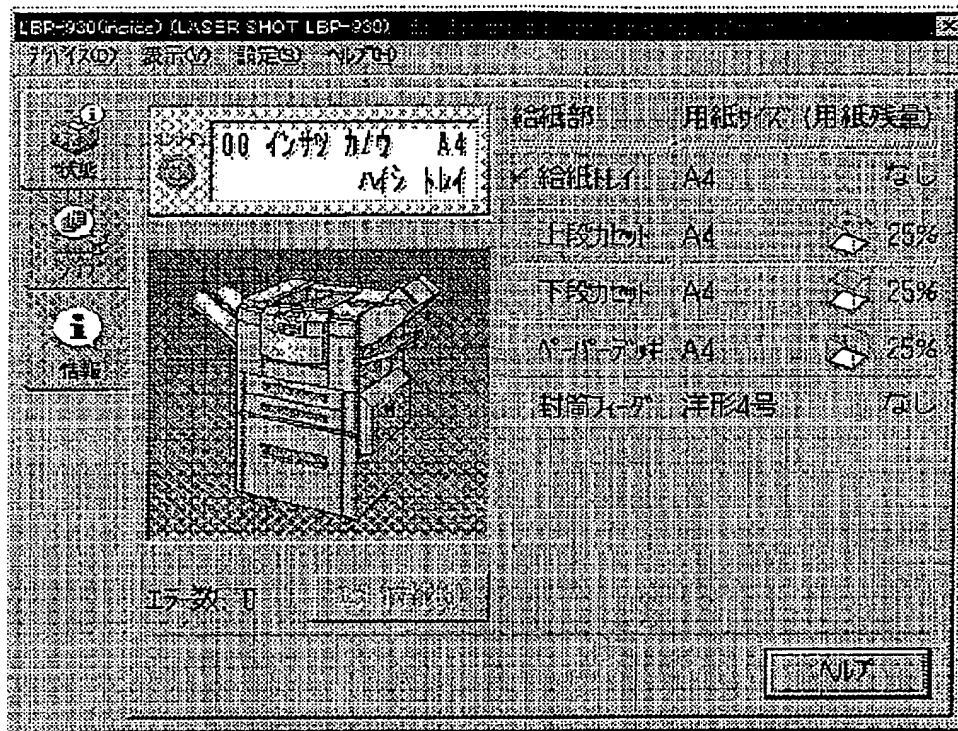 LBP-930(indice) (LASER SHOT LBP-930)
デバイス(D) 表示(V) 設定(S) ヘルプ(H)
状態
ジョブ
情報
00 インサツ カノウ A4
ハイシ トレイ
給紙部 用紙サイズ (用紙残量)
✓ 給紙トレイ A4 なし
上段カセット A4 25%
下段カセット A4 25%
ペーパーデッキ A4 25%
封筒フィーダ 洋形4号 なし
エラー数:
ヘルプ